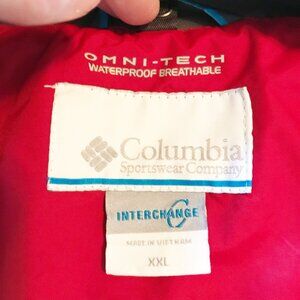 OMNI-TECH
WATERPROOF BREATHABLE
Columbia
Sportswear Company
INTERCHANGE
MADE IN VIETNAM
XXL